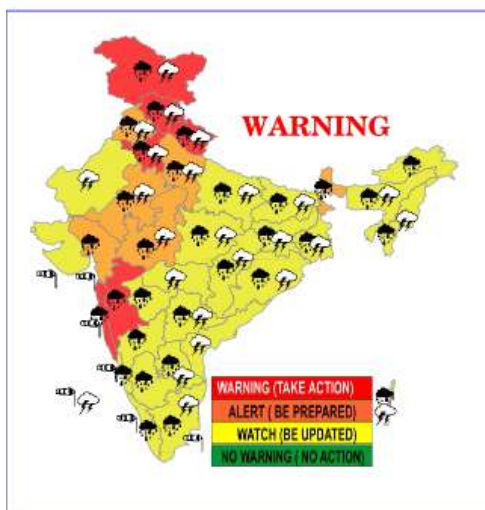 WARNING
WARNING (TAKE ACTION)
ALERT ( BE PREPARED)
WATCH (BE UPDATED)
NO WARNING ( NO ACTION)